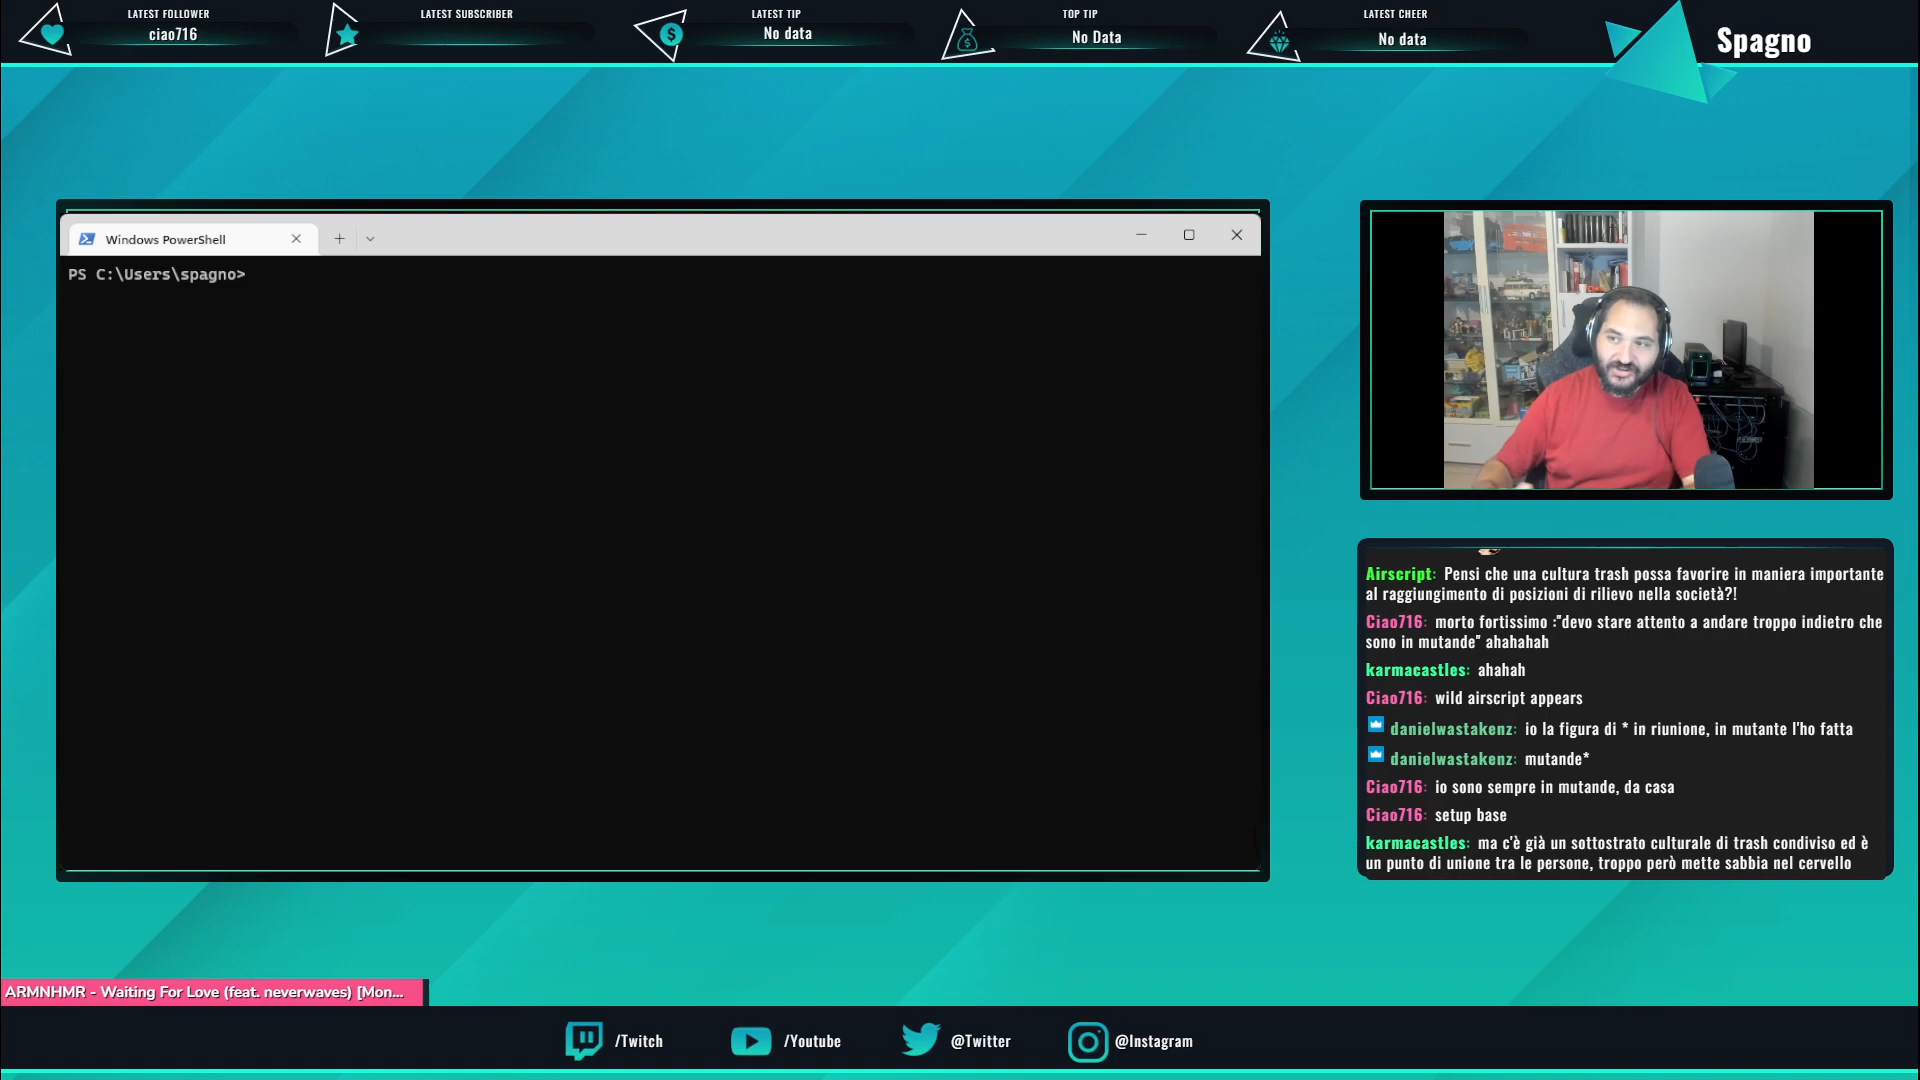 LATEST FOLLOWER
ciao716
LATEST SUBSCRIBER
LATEST TIP
No data
TOP TIP
No Data
LATEST CHEER
No data
Spagno
Windows PowerShell
PS C:\Users\spagno>
Airscript: Pensi che una cultura trash possa favorire in maniera importante
al raggiungimento di posizioni di rilievo nella società?!
Ciao716: morto fortissimo :"devo stare attento a andare troppo indietro che
sono in mutande" ahahahah
karmacastles: ahahah
Ciao716: wild airscript appears
danielwastakenz: io la figura di * in riunione, in mutante l'ho fatta
danielwastakenz: mutande*
Ciao716: io sono sempre in mutande, da casa
Ciao716: setup base
karmacastles: ma c'è già un sottostrato culturale di trash condiviso ed è
un punto di unione tra le persone, troppo però mette sabbia nel cervello
ARMNHMR - Waiting For Love (feat. neverwaves) [Mon...
/Twitch
/Youtube
@Twitter
@Instagram